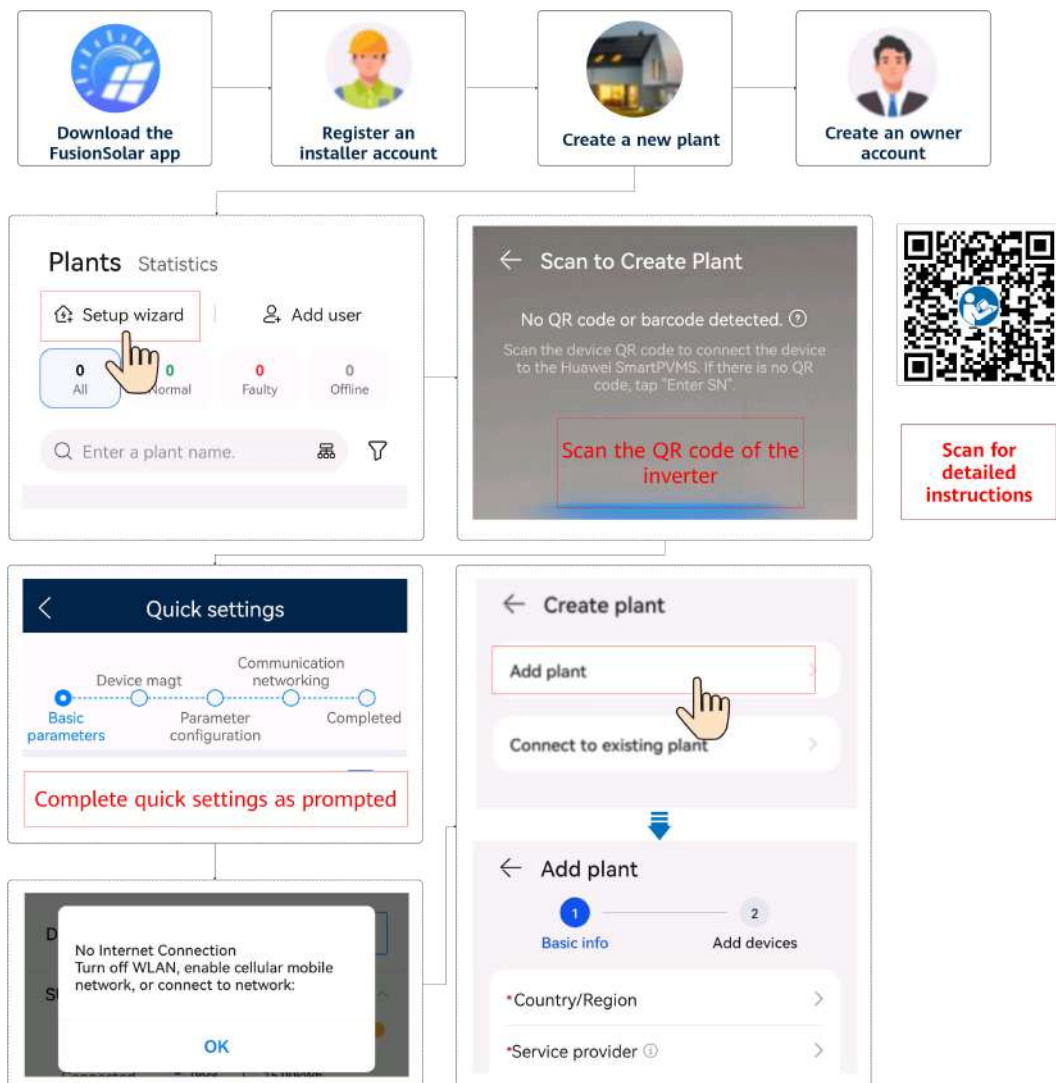 Download the
FusionSolar app
Register an
installer account
Create a new plant
Create an owner
account
Plants Statistics
Setup wizard
Add user
0
All
0
Normal
0
Faulty
0
Offline
Enter a plant name.
Scan to Create Plant
No QR code or barcode detected.
Scan the device QR code to connect the device
to the Huawei SmartPVMS. If there is no QR
code, tap "Enter SN".
Scan the QR code of the
inverter
Scan for
detailed
instructions
Quick settings
Device magt
Communication
networking
Basic
parameters
Parameter
configuration
Completed
Complete quick settings as prompted
No Internet Connection
Turn off WLAN, enable cellular mobile
network, or connect to network:
OK
Create plant
Add plant
Connect to existing plant
Add plant
1
Basic info
2
Add devices
*Country/Region
*Service provider